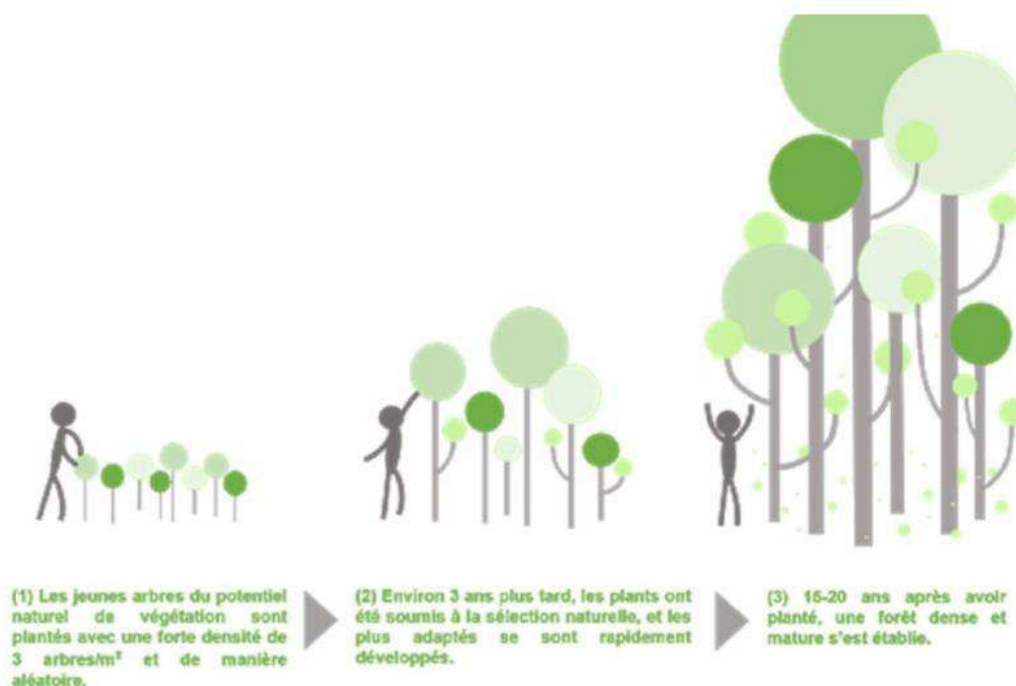 (1) Les jeunes arbres du potentiel
naturel de végétation sont
plantés avec une forte densité de
3 arbres/m² et de manière
aléatoire.
(2) Environ 3 ans plus tard, les plants ont
été soumis à la sélection naturelle, et les
plus adaptés se sont rapidement
développés.
(3) 15-20 ans après avoir
planté, une forêt dense et
mature s'est établie.